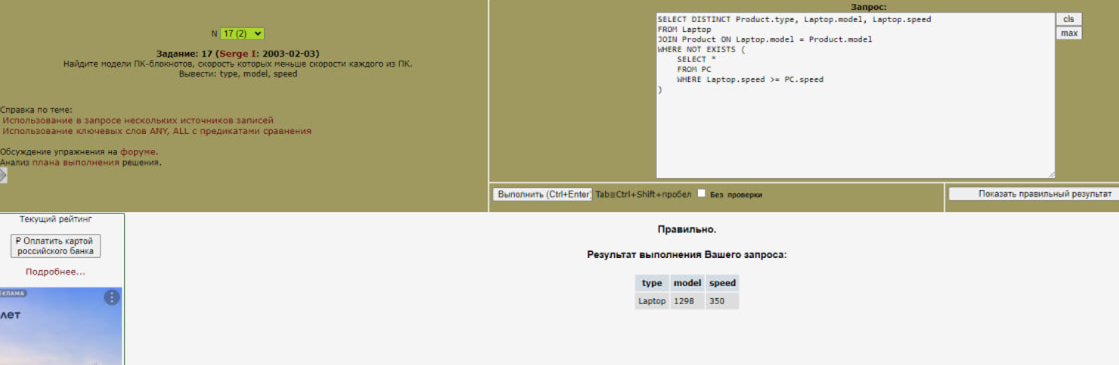 N 17 (2)
Задание: 17 (Serge I: 2003-02-03)
Найдите модели ПК-блокнотов, скорость которых меньше скорости каждого из ПК.
Вывести: type, model, speed
Справка по теме:
Использование в запросе нескольких источников записей
Использование ключевых слов ANY, ALL с предикатами сравнения
Обсуждение упражнения на форуме.
Анализ плана выполнения решения.
Запрос:
SELECT DISTINCT Product.type, Laptop.model, Laptop.speed
FROM Laptop
JOIN Product ON Laptop.model = Product.model
WHERE NOT EXISTS (
SELECT *
FROM PC
WHERE Laptop.speed >= PC.speed
)
cls
max
Выполнить (Ctrl+Enter) Tab≡Ctrl+Shift+пробел Без проверки
Показать правильный результат
Текущий рейтинг
₽ Оплатить картой
российского банка
Подробнее...
ЕКЛАМА
лет
Правильно.
Результат выполнения Вашего запроса:
type model speed
Laptop 1298 350